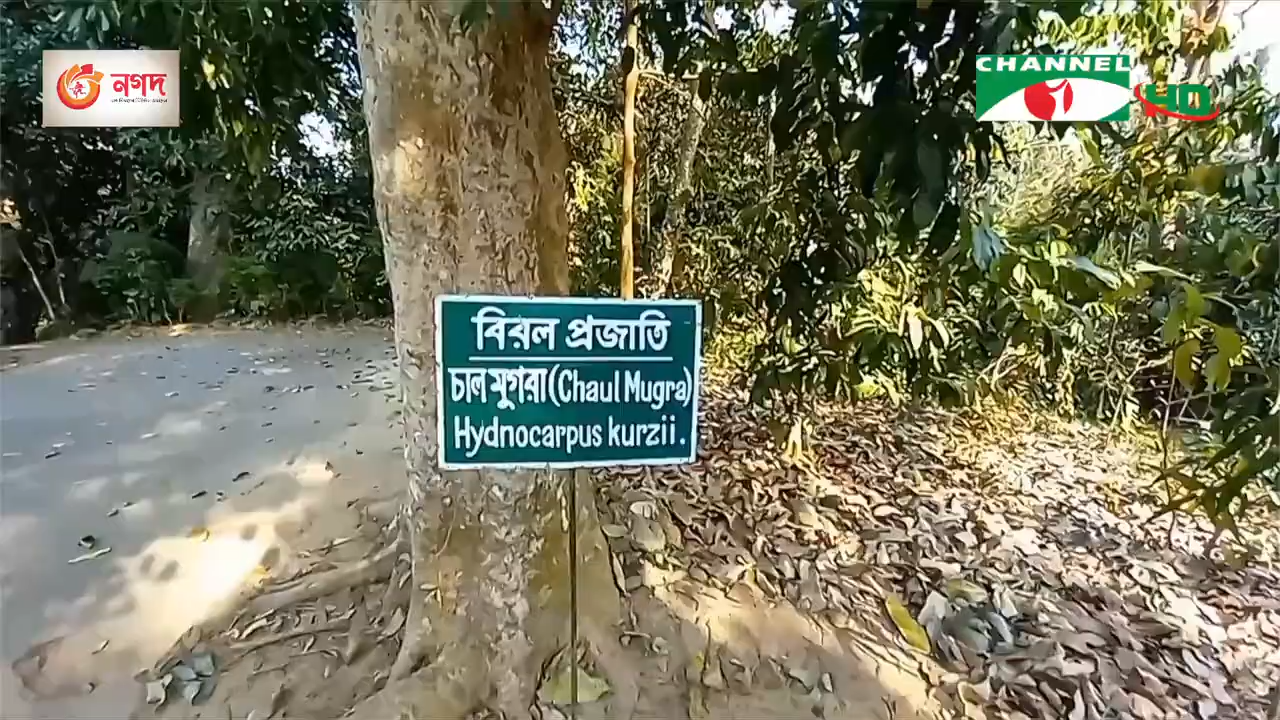 নগদ
CHANNEL
HD
বিরল প্রজাতি
চাল মুগরা (Chaul Mugra)
Hydnocarpus kurzii.